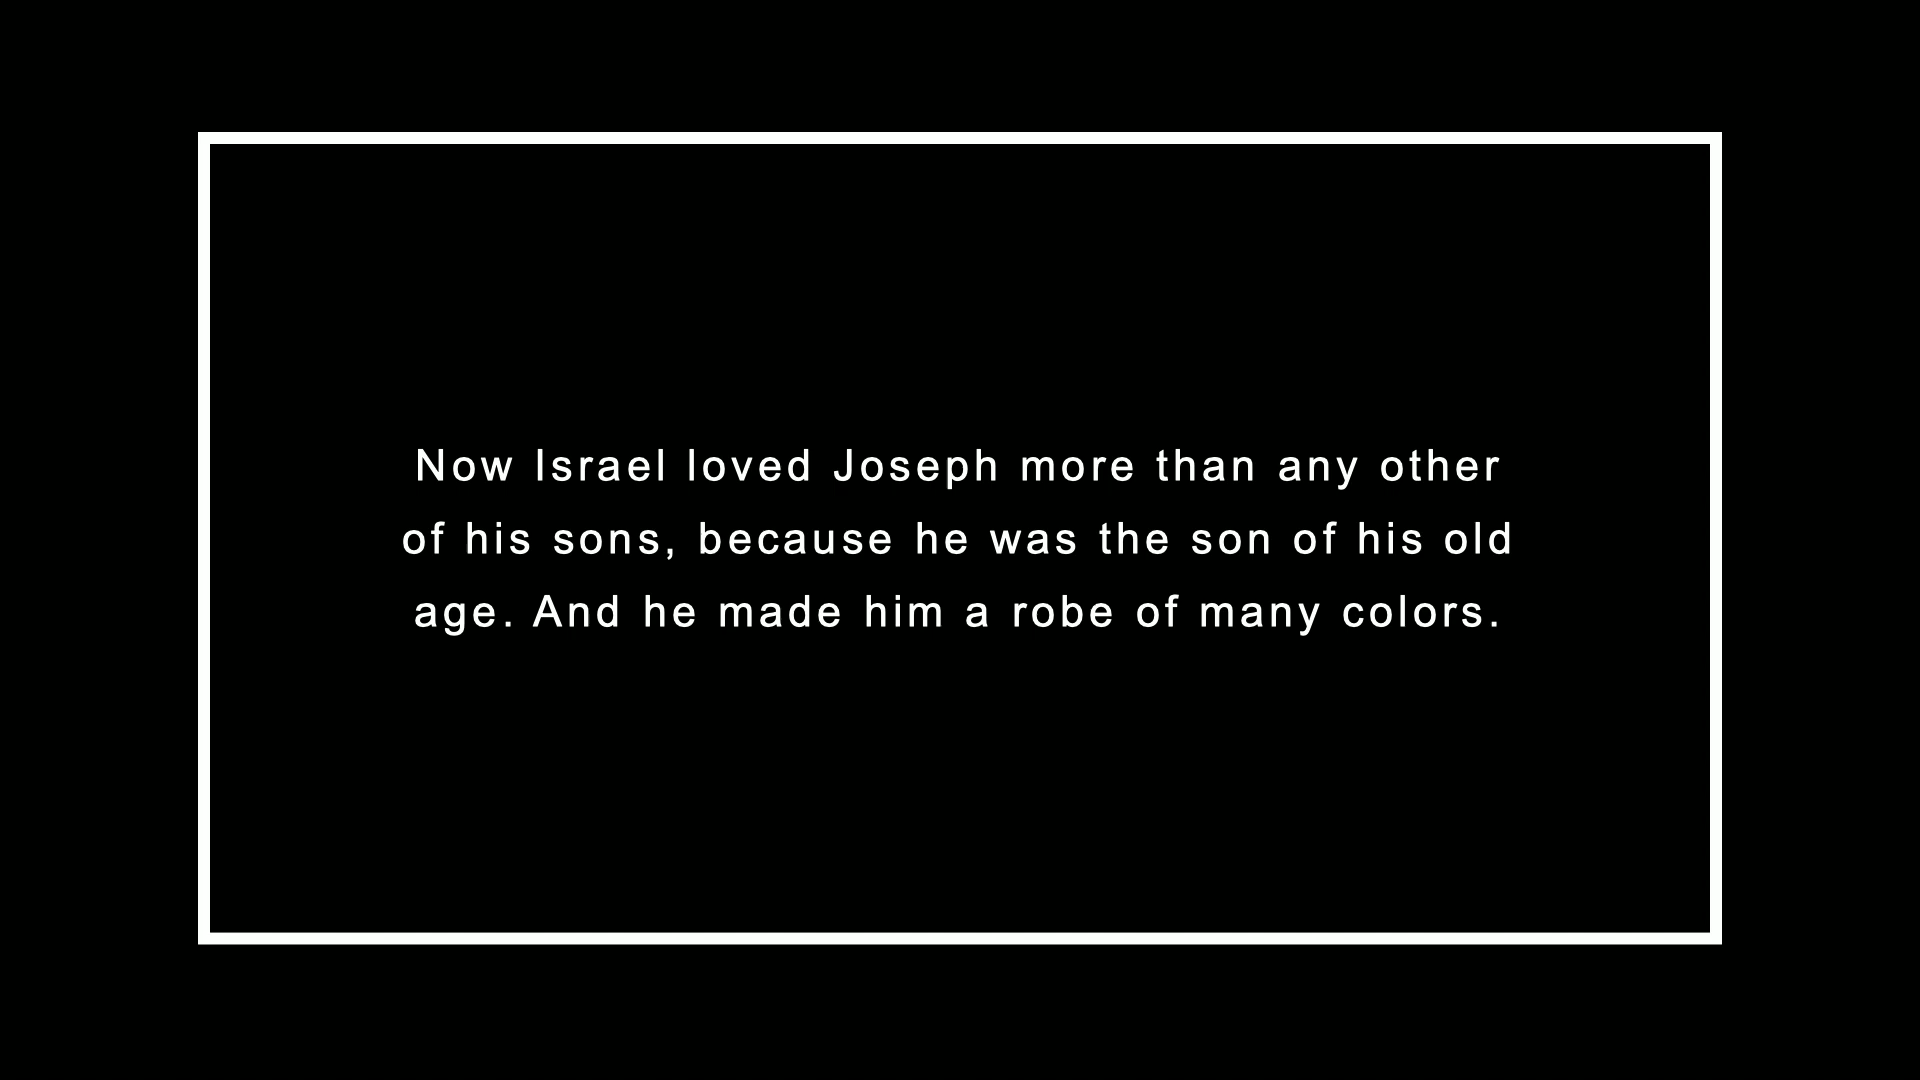 Now Israel loved Joseph more than any other
of his sons, because he was the son of his old
age. And he made him a robe of many colors.